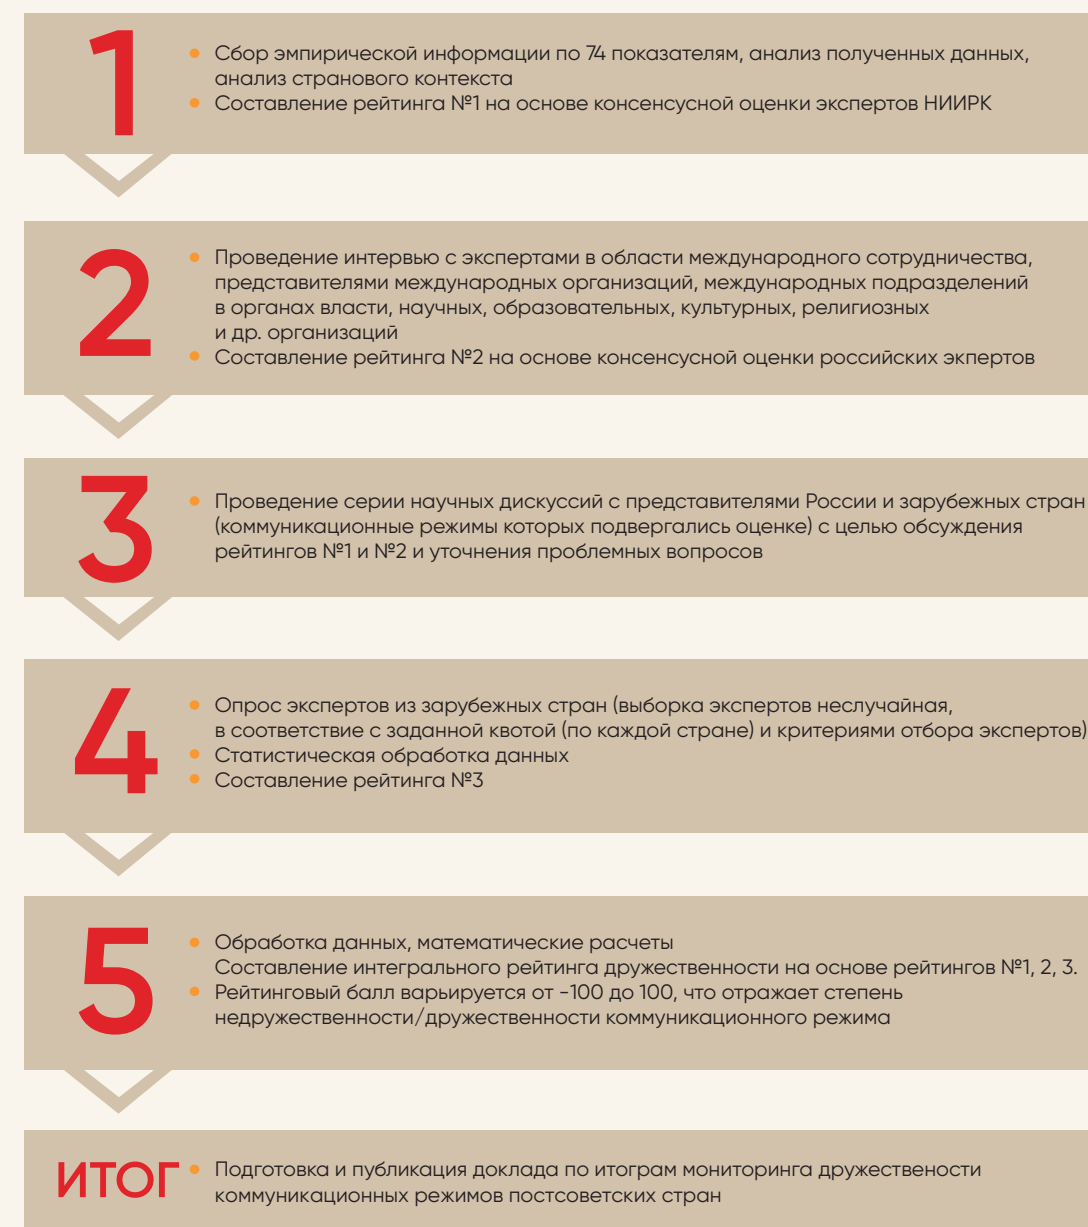 1
Сбор эмпирической информации по 74 показателям, анализ полученных данных,
анализ странового контекста
Составление рейтинга №1 на основе консенсусной оценки экспертов НИИРК
2
Проведение интервью с экспертами в области международного сотрудничества,
представителями международных организаций, международных подразделений
в органах власти, научных, образовательных, культурных, религиозных
и др. организаций
Составление рейтинга №2 на основе консенсусной оценки российских экпертов
3
Проведение серии научных дискуссий с представителями России и зарубежных стран
(коммуникационные режимы которых подвергались оценке) с целью обсуждения
рейтингов №1 и №2 и уточнения проблемных вопросов
4
Опрос экспертов из зарубежных стран (выборка экспертов неслучайная,
в соответствие с заданной квотой (по каждой стране) и критериями отбора экспертов)
Статистическая обработка данных
Составление рейтинга №3
5
Обработка данных, математические расчеты
Составление интегрального рейтинга дружественности на основе рейтингов №1, 2, 3.
Рейтинговый балл варьируется от -100 до 100, что отражает степень
недружественности/дружественности коммуникационного режима
ИТОГ
Подготовка и публикация доклада по итогам мониторинга дружествености
коммуникационных режимов постсоветских стран